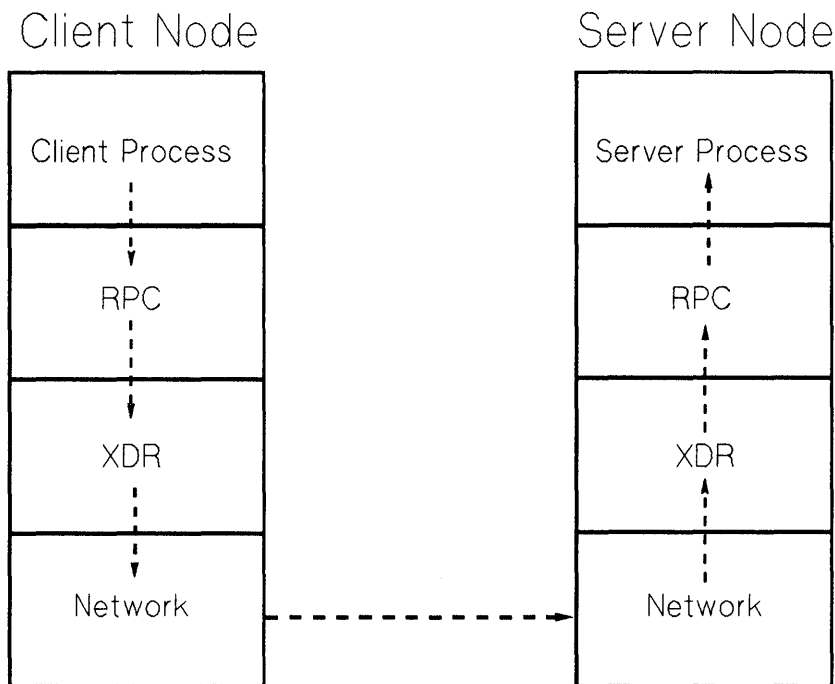 Client Node
Server Node
Client Process
Server Process
RPC
RPC
XDR
XDR
Network
Network